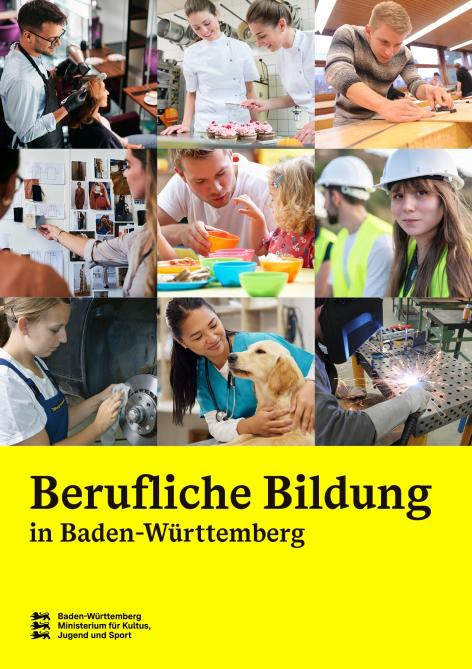 Berufliche Bildung
in Baden-Württemberg
Baden-Württemberg
Ministerium für Kultus,
Jugend und Sport